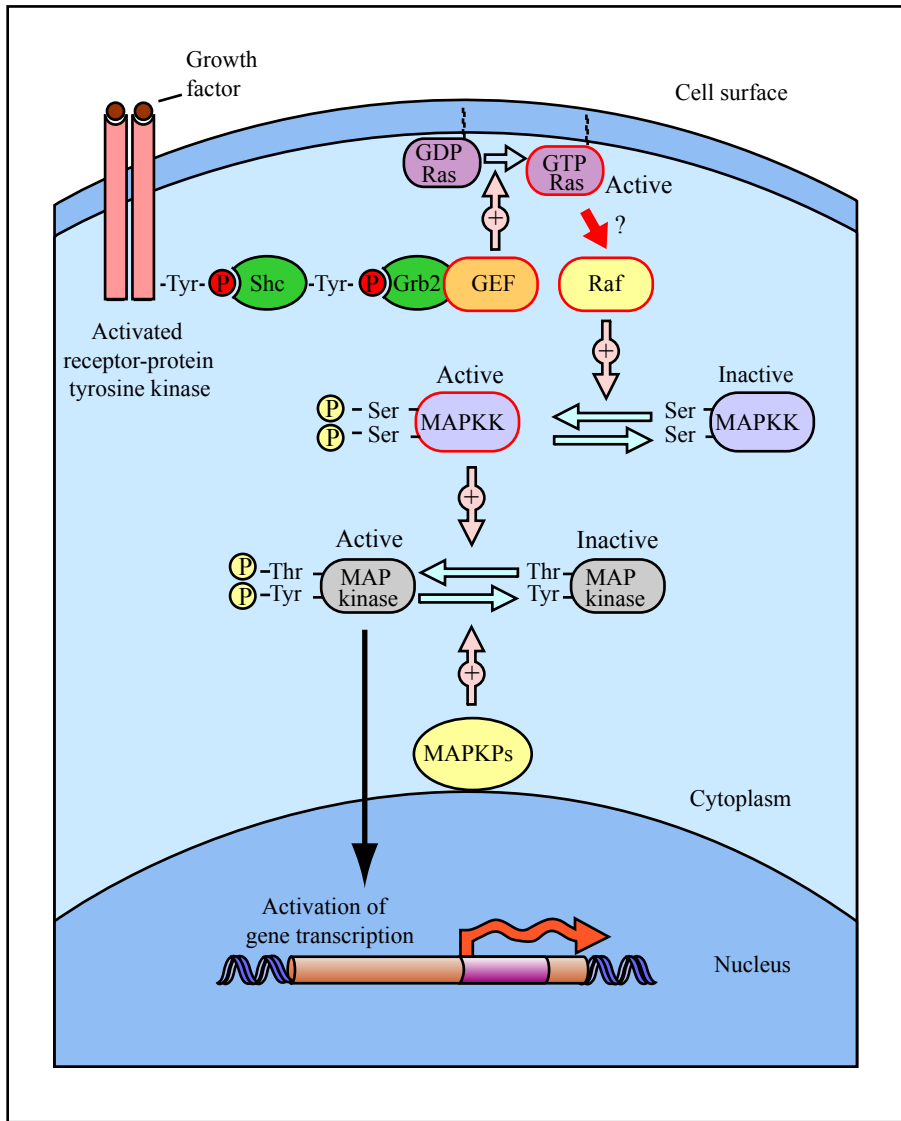 Growth
factor
Cell surface
GDP
Ras
GTP
Ras
Active
+
?
-Tyr-
P
Shc
-Tyr-
P
Grb2
GEF
Raf
Activated
receptor-protein
tyrosine kinase
+
Active
Inactive
P
- Ser
P
- Ser
MAPKK
Ser
Ser
MAPKK
+
Active
Inactive
P
-Thr
P
-Tyr
MAP
kinase
Thr
Tyr
MAP
kinase
+
MAPKPs
Cytoplasm
Activation of
gene transcription
Nucleus